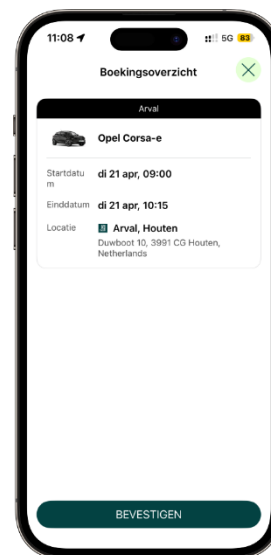 11:08
5G 83
Boekingsoverzicht
Arval
Opel Corsa-e
Startdatu
m
di 21 apr, 09:00
Einddatum
di 21 apr, 10:15
Locatie
Arval, Houten
Duwboot 10, 3991 CG Houten,
Netherlands
BEVESTIGEN